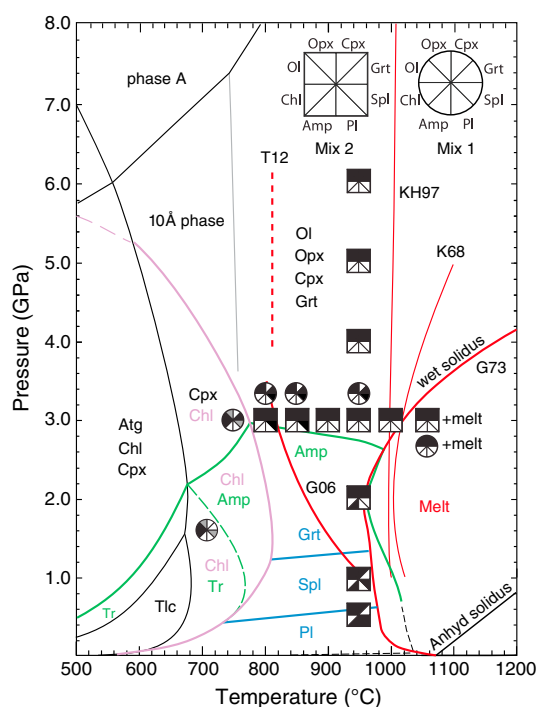 Opx Cpx
Ol
Grt
Chl
Spl
Amp
Pl
Mix 2
Opx Cpx
Ol
Grt
Chl
Spl
Amp
Pl
Mix 1
8.0
7.0
6.0
5.0
4.0
3.0
2.0
1.0
Pressure (GPa)
phase A
T12
KH97
10Å phase
Ol
Opx
Cpx
Grt
K68
wet solidus
G73
Cpx
Chl
Atg
Chl
Cpx
+melt
+melt
Amp
Chl
Amp
G06
Melt
Grt
Chl
Tr
Spl
Tr
Tlc
Pl
Anhyd solidus
500 600 700 800 900 1000 1100 1200
Temperature (°C)